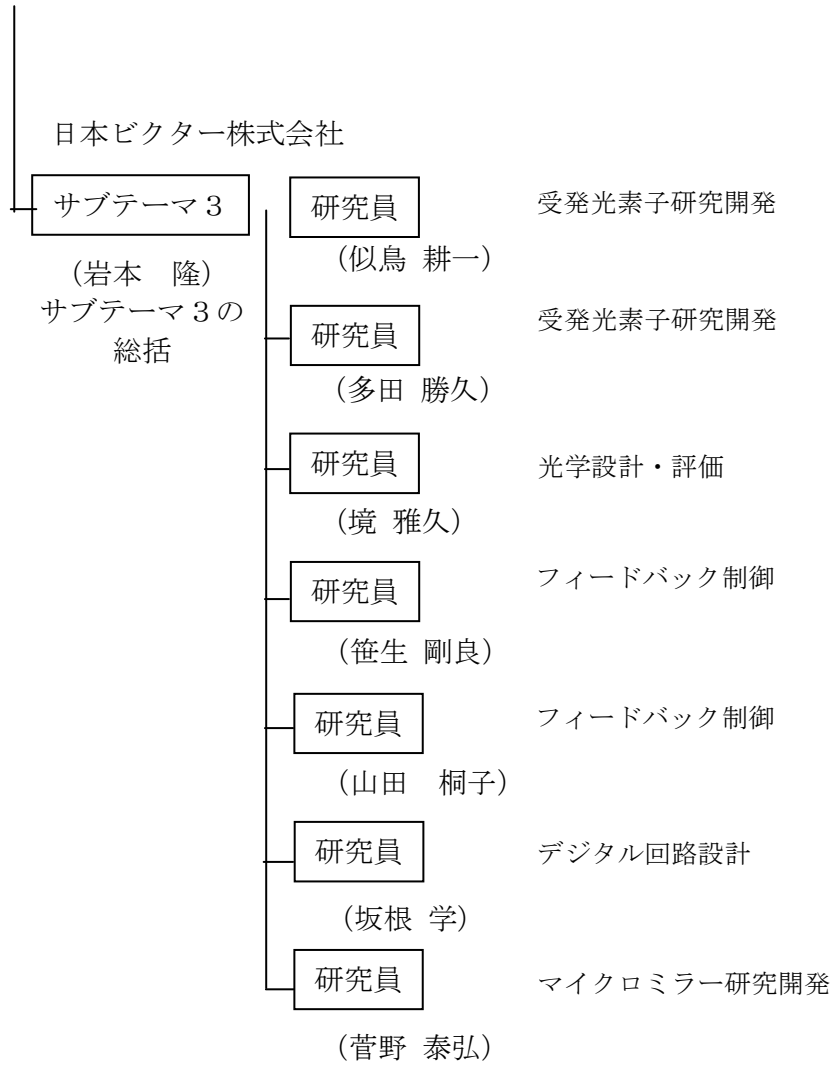 日本ビクター株式会社
サブテーマ３
（岩本　隆）
サブテーマ３の
総括
研究員
受発光素子研究開発
（似鳥 耕一）
研究員
受発光素子研究開発
（多田 勝久）
研究員
光学設計・評価
（境 雅久）
研究員
フィードバック制御
（笹生 剛良）
研究員
フィードバック制御
（山田　桐子）
研究員
デジタル回路設計
（坂根 学）
研究員
マイクロミラー研究開発
（菅野 泰弘）